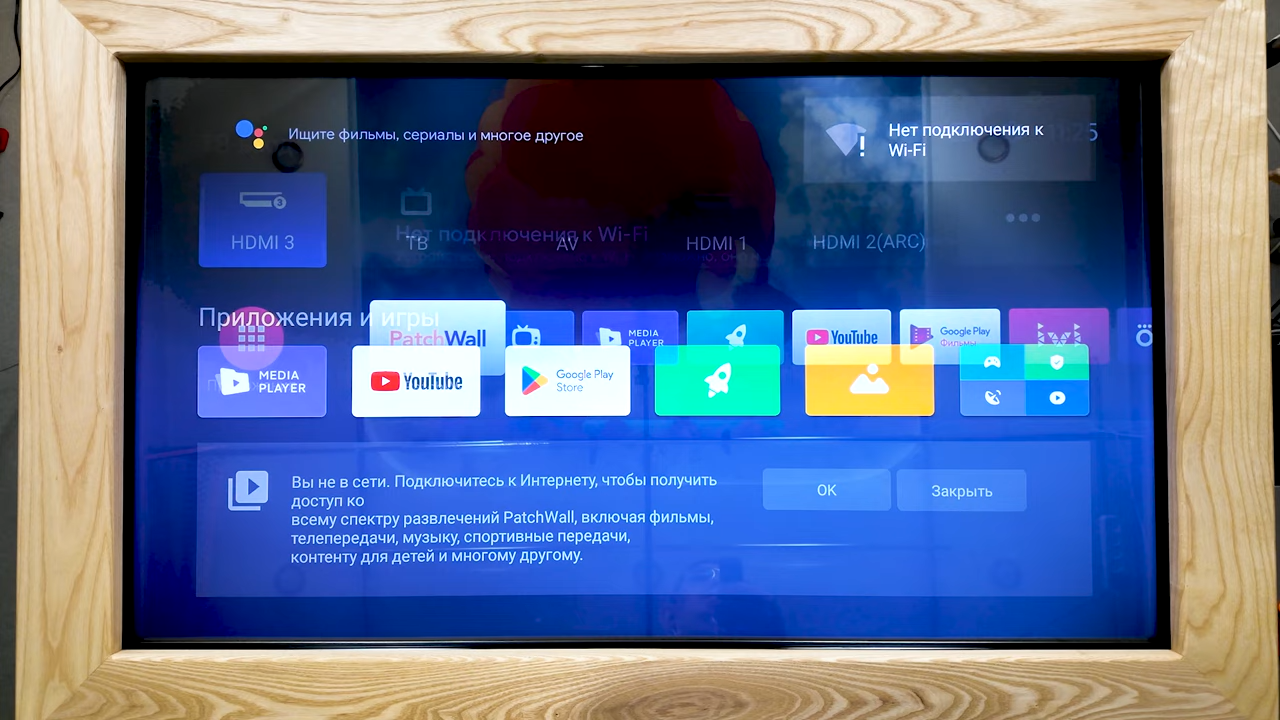 Ищите фильмы, сериалы и многое другое
Нет подключения к
Wi-Fi
11:25
HDMI 3
ТВ
AV
HDMI 1
HDMI 2(ARC)
Нет подключения к Wi-Fi
Приложения и игры
PatchWall
MEDIA
PLAYER
YouTube
Google Play
Фильмы
MEDIA
PLAYER
YouTube
Google Play
Store
Вы не в сети. Подключитесь к Интернету, чтобы получить
доступ ко
всему спектру развлечений PatchWall, включая фильмы,
телепередачи, музыку, спортивные передачи,
контенту для детей и многому другому.
OK
Закрыть